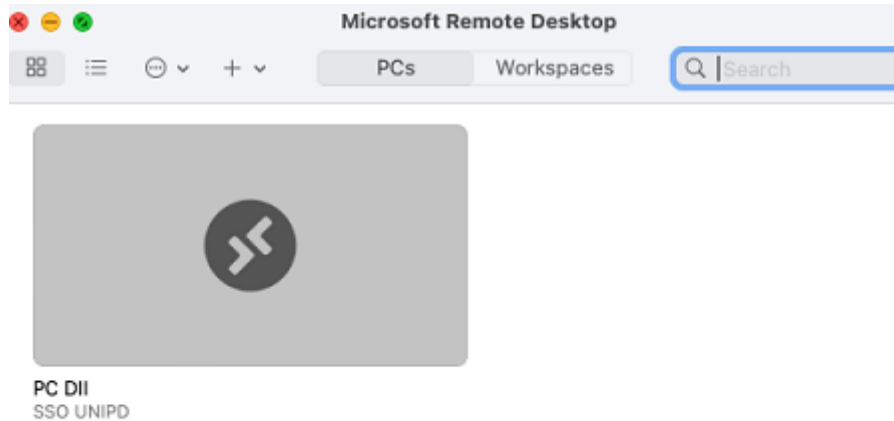 Microsoft Remote Desktop
PCs Workspaces Search
PC DII
SSO UNIPD